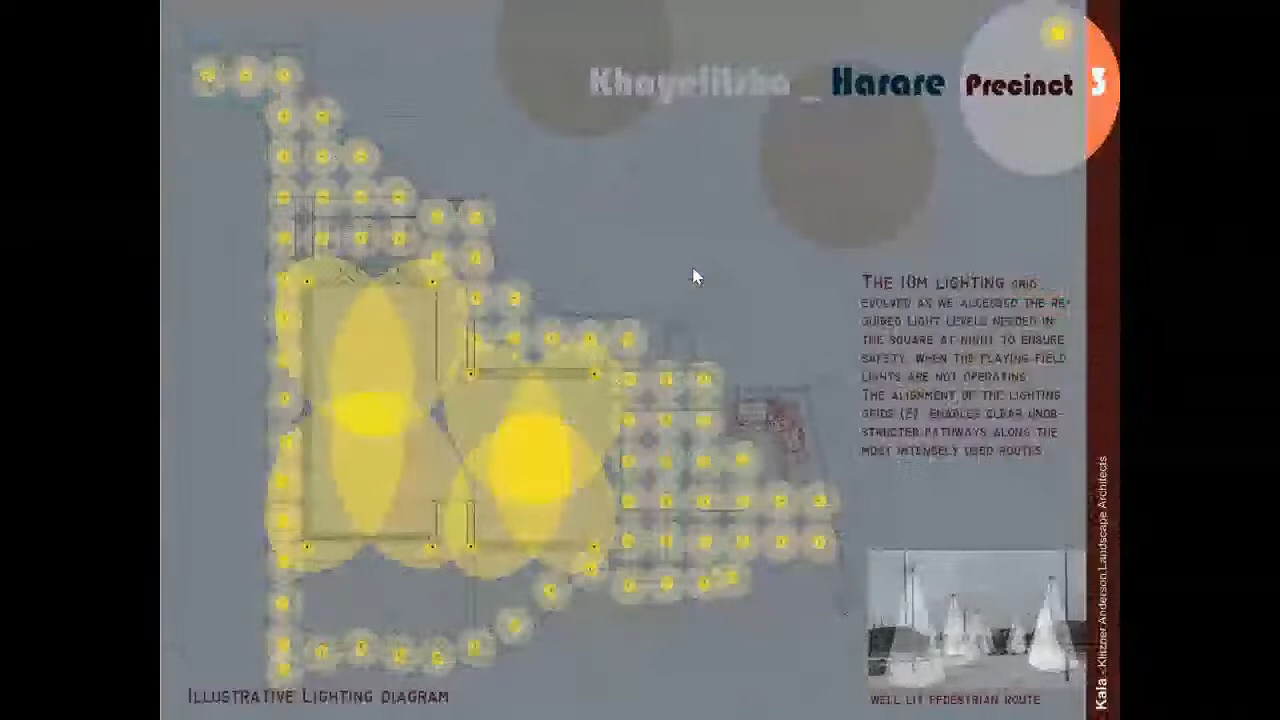 Khayelitsha _ Harare Precinct 3
THE 10M LIGHTING GRID
EVOLVED AS WE ACCESSED THE RE-
QUIRED LIGHT LEVELS NEEDED IN
THE SQUARE AT NIGHT TO ENSURE
SAFETY, WHEN THE PLAYING FIELD
LIGHTS ARE NOT OPERATING
THE ALIGNMENT OF THE LIGHTING
GRIDS (2) ENABLES CLEAR UNOB-
STRUCTED PATHWAYS ALONG THE
MOST INTENSELY USED ROUTES
Kala - Klitzner Anderson Landscape Architects
ILLUSTRATIVE LIGHTING DIAGRAM
WELL LIT PEDESTRIAN ROUTE